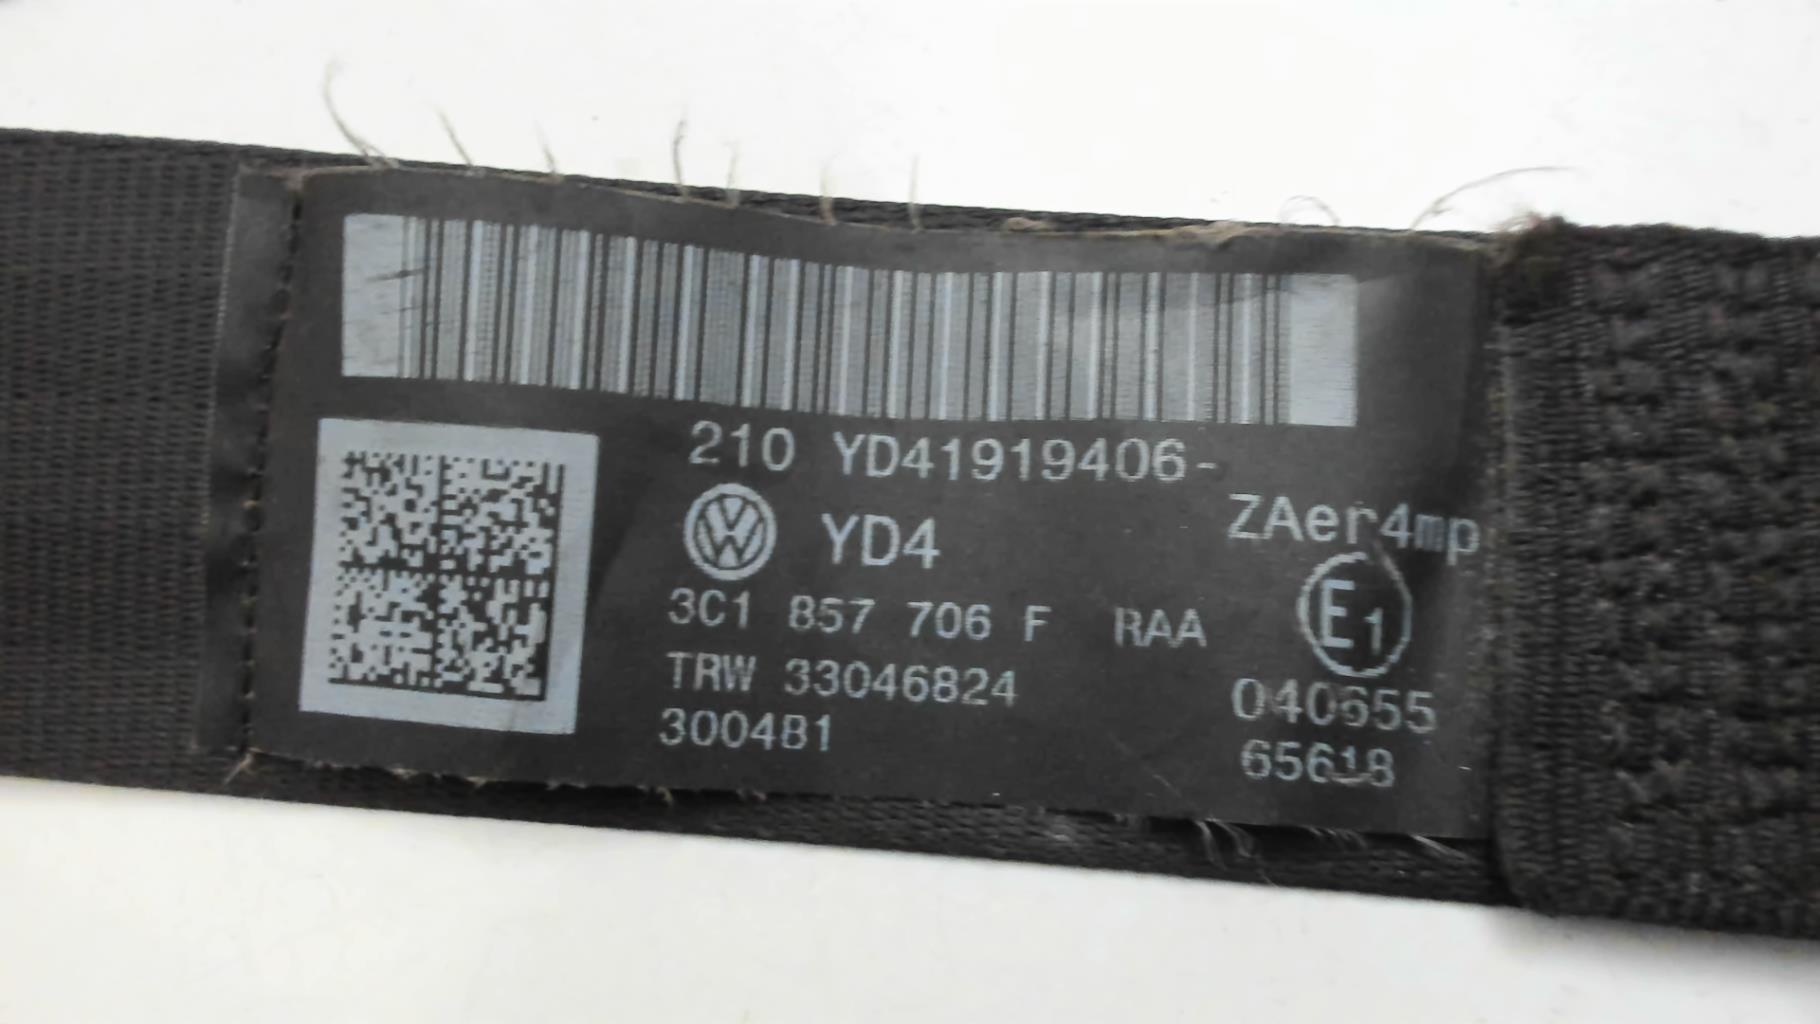 210 YD41919406-
YD4 ZAer4mp
3C1 857 706 F RAA E1
TRW 33046824
040655
300481
65618